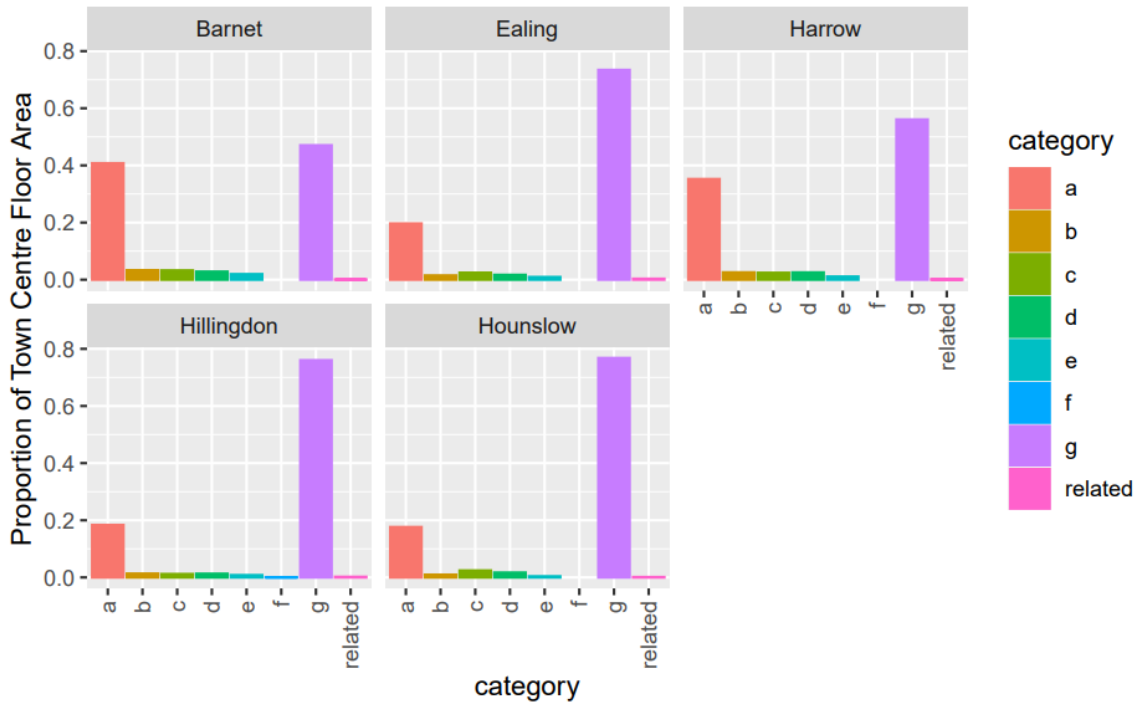 Proportion of Town Centre Floor Area
Barnet
Ealing
Harrow
0.8
0.6
0.4
0.2
0.0
a
b
c
d
e
f
g
related
Hillingdon
Hounslow
0.8
0.6
0.4
0.2
0.0
a
b
c
d
e
f
g
related
a
b
c
d
e
f
g
related
category
category
a
b
c
d
e
f
g
related